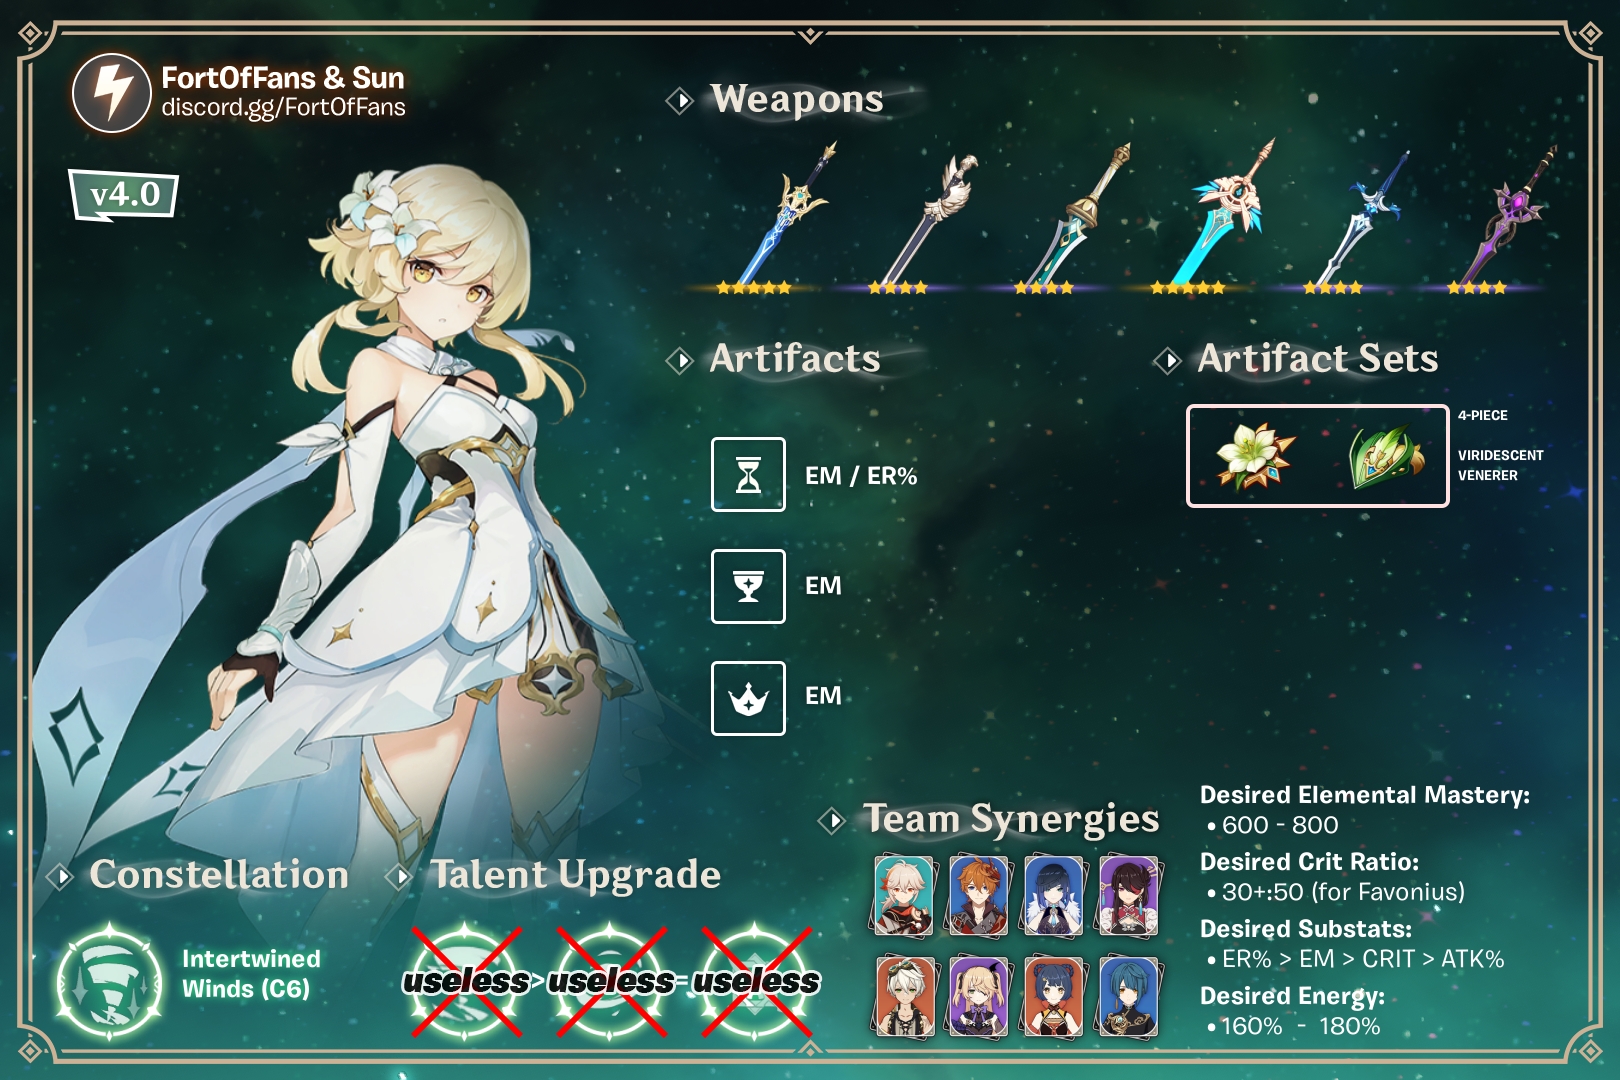 FortOfFans & Sun
discord.gg/FortOfFans
v4.0
Weapons
Artifacts
EM / ER%
EM
EM
Artifact Sets
4-PIECE
VIRIDESCENT
VENERER
Constellation
Intertwined
Winds (C6)
Talent Upgrade
useless > useless = useless
Team Synergies
Desired Elemental Mastery:
• 600 - 800
Desired Crit Ratio:
• 30+:50 (for Favonius)
Desired Substats:
• ER% > EM > CRIT > ATK%
Desired Energy:
• 160% - 180%